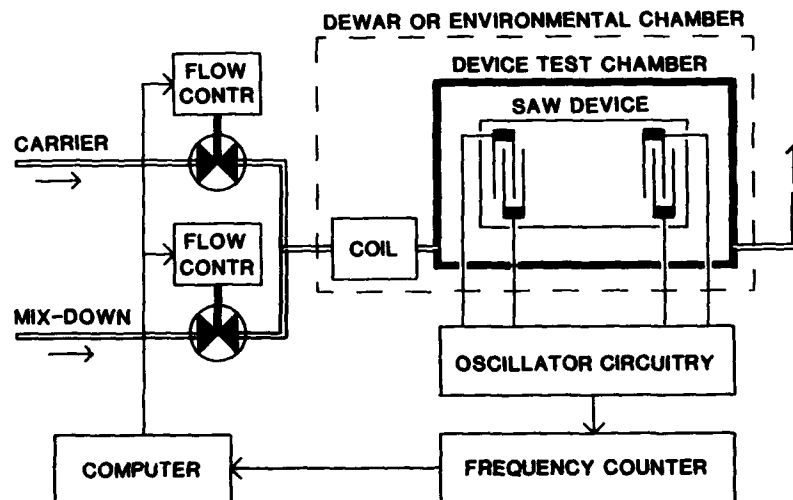 DEWAR OR ENVIRONMENTAL CHAMBER
DEVICE TEST CHAMBER
SAW DEVICE
FLOW
CONTR
CARRIER
FLOW
CONTR
COIL
MIX-DOWN
OSCILLATOR CIRCUITRY
COMPUTER
FREQUENCY COUNTER